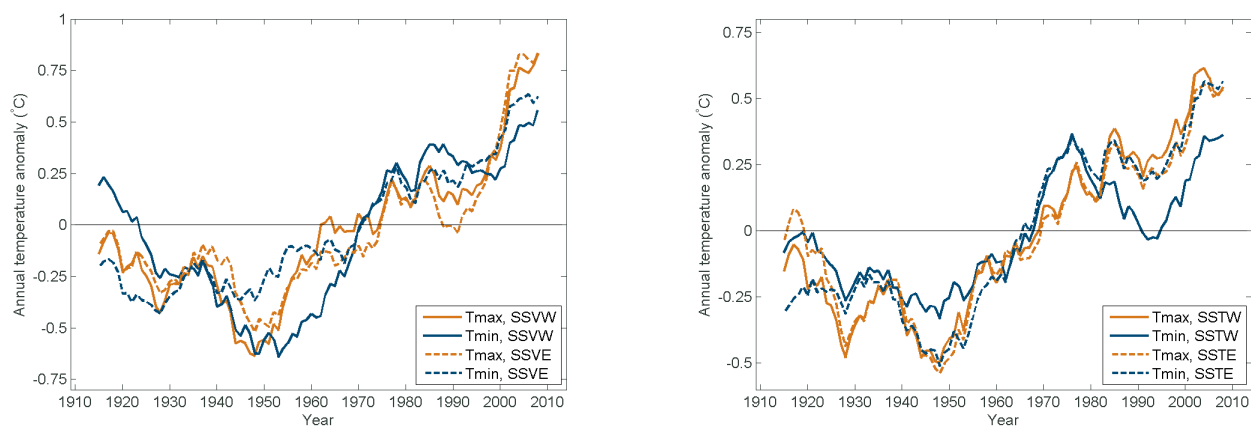 1
0.75
0.5
0.25
0
-0.25
-0.5
-0.75
Annual temperature anomaly (°C)
1910 1920 1930 1940 1950 1960 1970 1980 1990 2000 2010
Year
Tmax, SSVW
Tmin, SSVW
Tmax, SSVE
Tmin, SSVE
0.75
0.5
0.25
0
-0.25
-0.5
Annual temperature anomaly (°C)
1910 1920 1930 1940 1950 1960 1970 1980 1990 2000 2010
Year
Tmax, SSTW
Tmin, SSTW
Tmax, SSTE
Tmin, SSTE